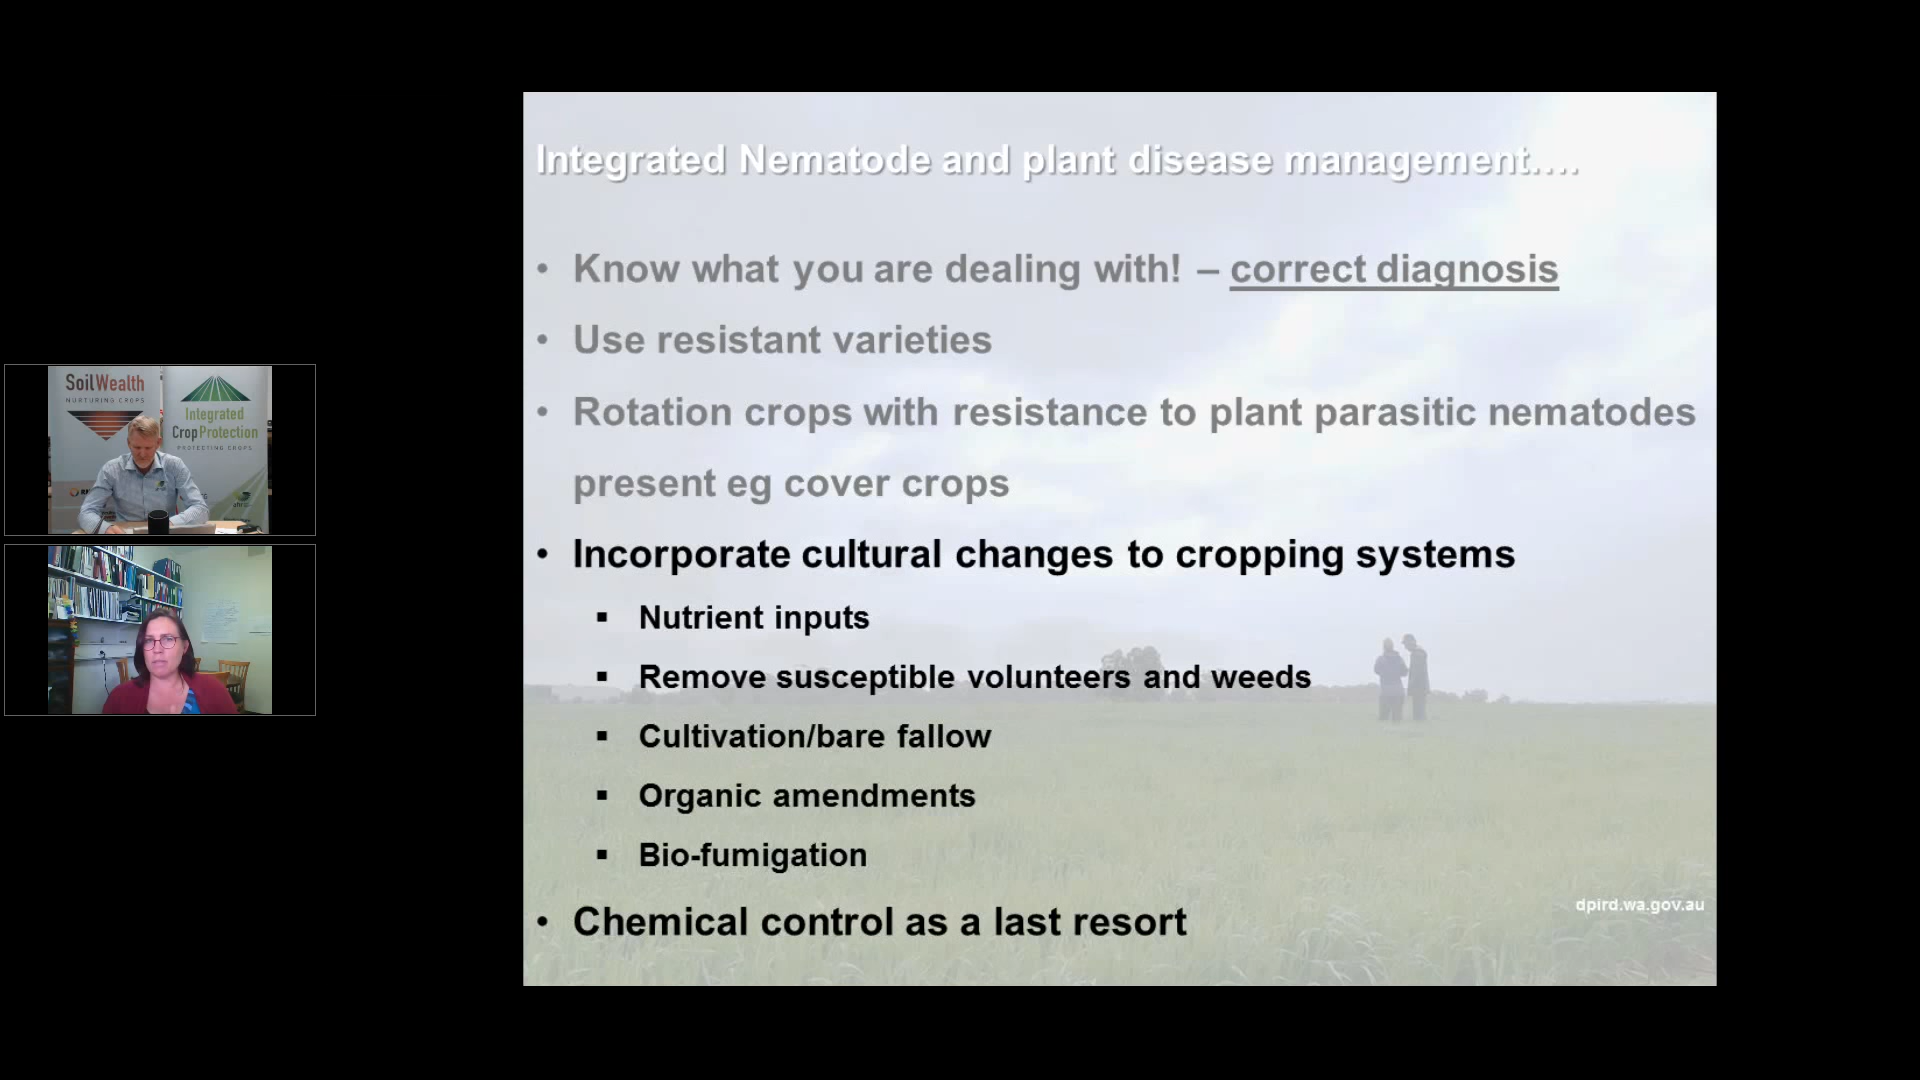 Integrated Nematode and plant disease management....
• Know what you are dealing with! – correct diagnosis
• Use resistant varieties
• Rotation crops with resistance to plant parasitic nematodes
present eg cover crops
• Incorporate cultural changes to cropping systems
▪ Nutrient inputs
▪ Remove susceptible volunteers and weeds
▪ Cultivation/bare fallow
▪ Organic amendments
▪ Bio-fumigation
• Chemical control as a last resort
dpird.wa.gov.au
SoilWealth
NURTURING CROPS
Integrated
CropProtection
PROTECTING CROPS